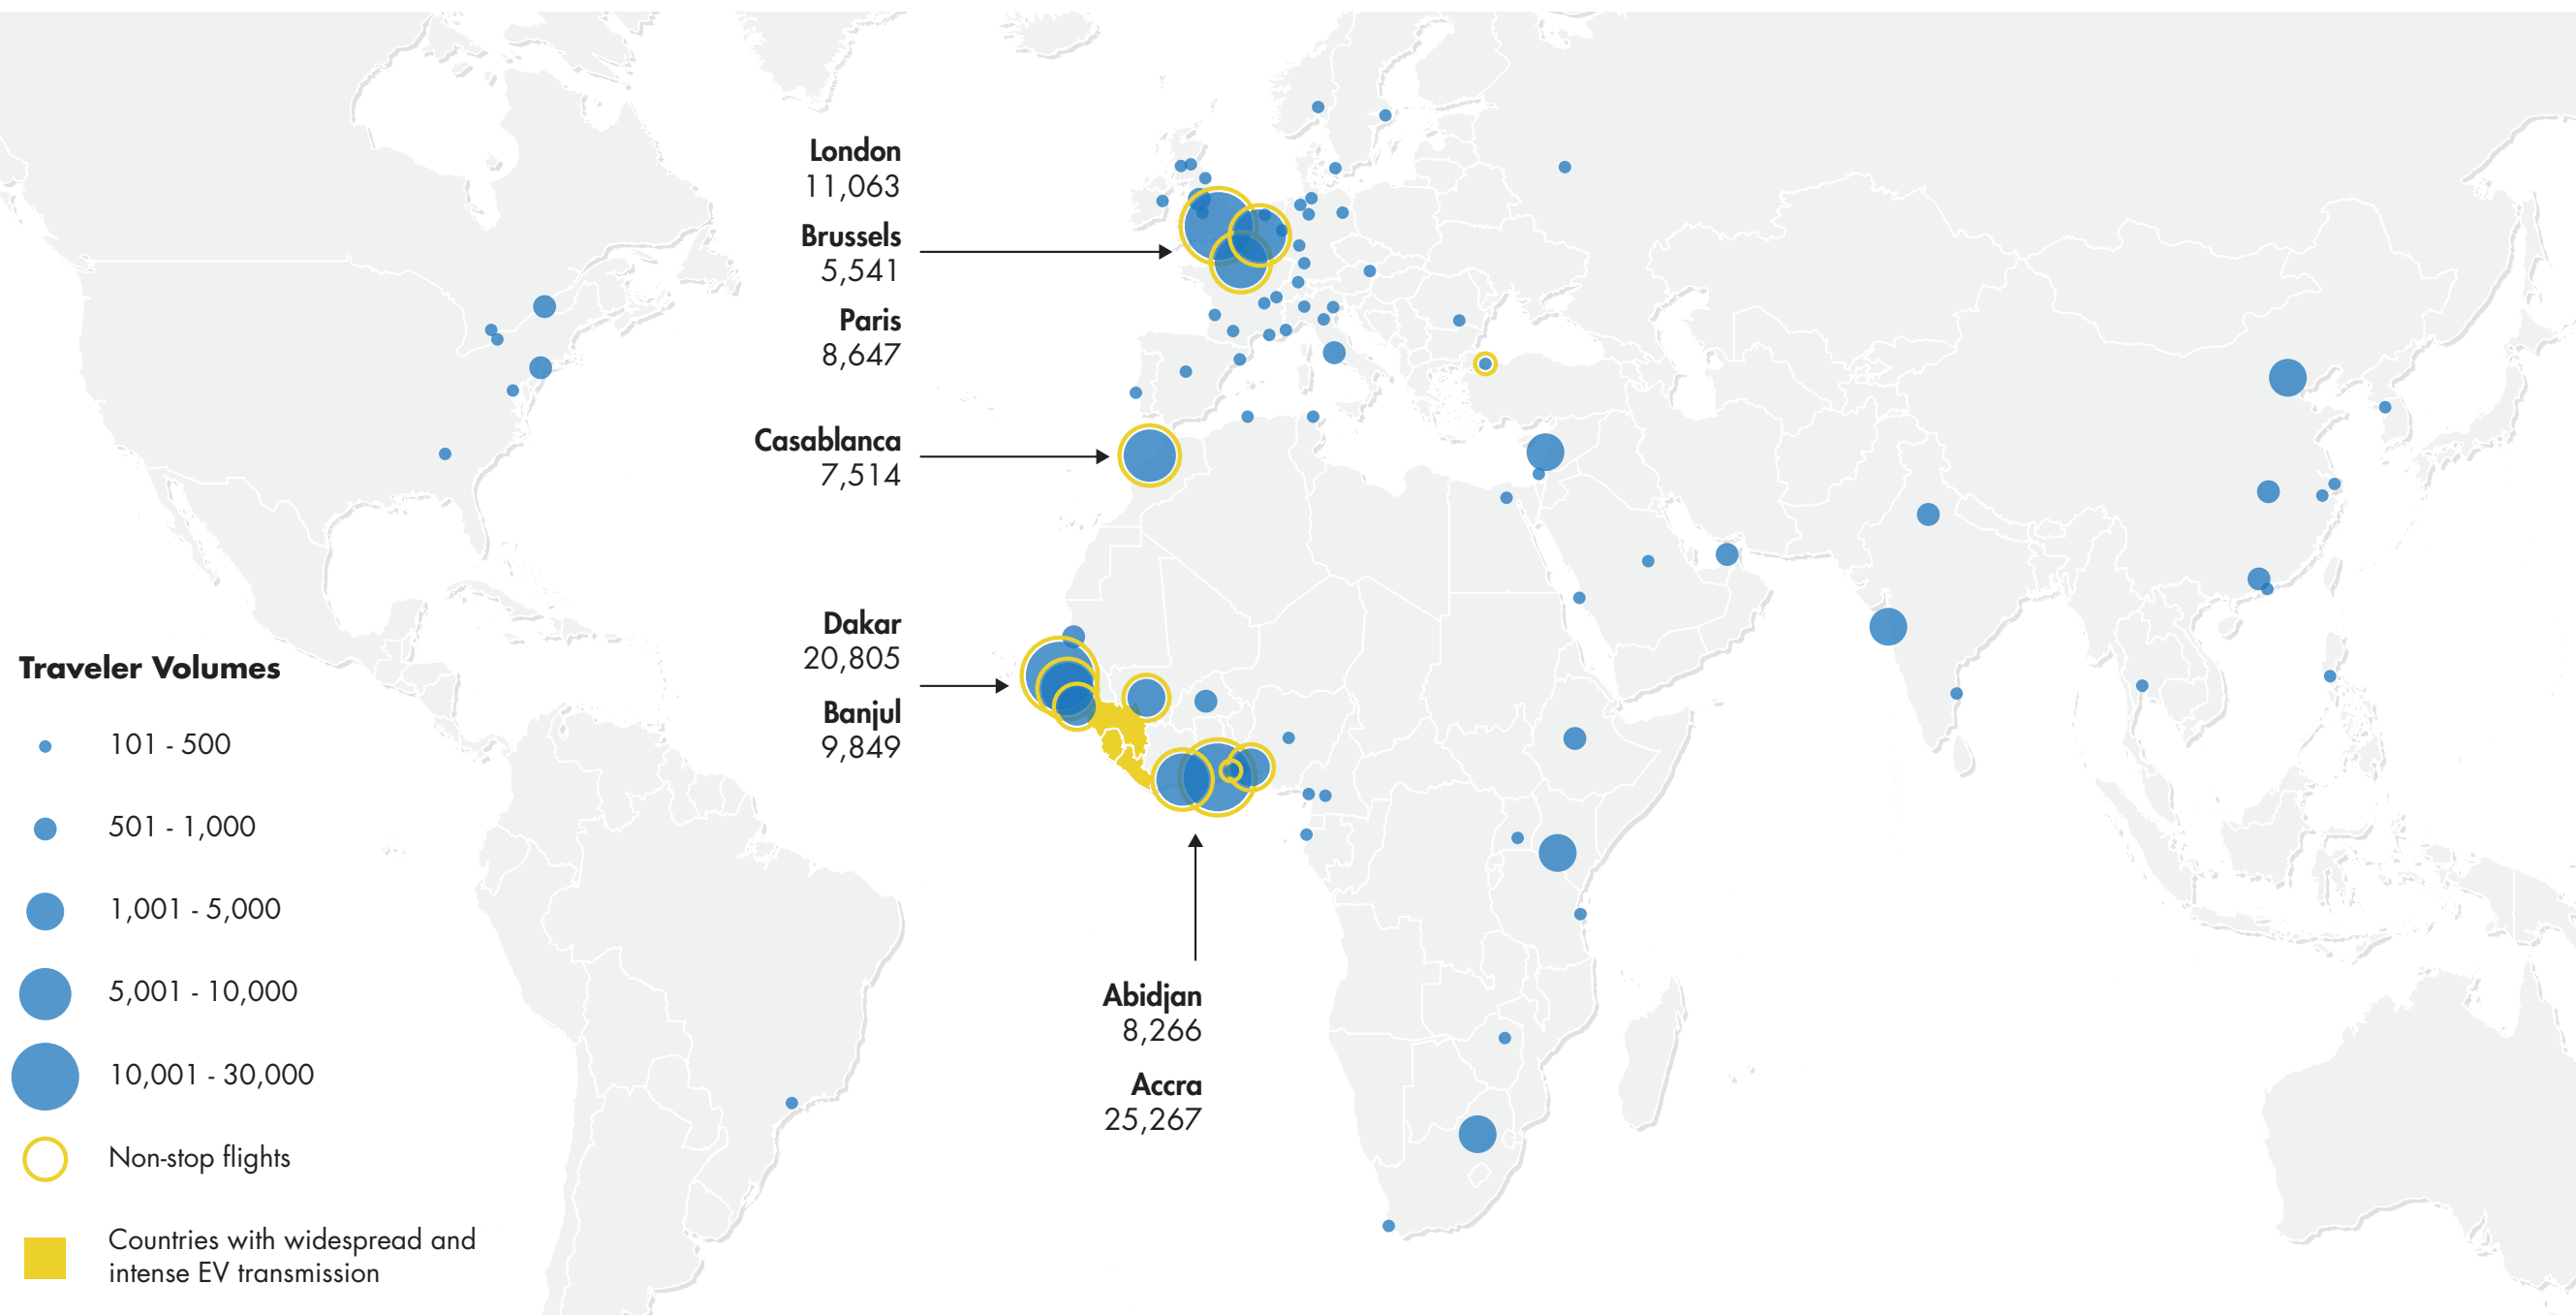 London
11,063
Brussels
5,541
Paris
8,647
Casablanca
7,514
Dakar
20,805
Banjul
9,849
Abidjan
8,266
Accra
25,267
Traveler Volumes
101 - 500
501 - 1,000
1,001 - 5,000
5,001 - 10,000
10,001 - 30,000
Non-stop flights
Countries with widespread and
intense EV transmission